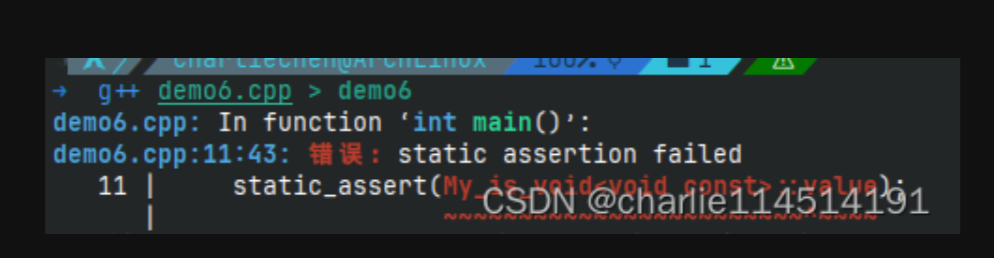 charliechen@ArchLinux 100% 1
→ g++ demo6.cpp > demo6
demo6.cpp: In function ‘int main()’:
demo6.cpp:11:43: 错误：static assertion failed
11 | static_assert(My_is_void<void const>::value);
| ~~~~~~~~~~~~~~~~~~~~~~~~^~~~~
CSDN @charlie114514191